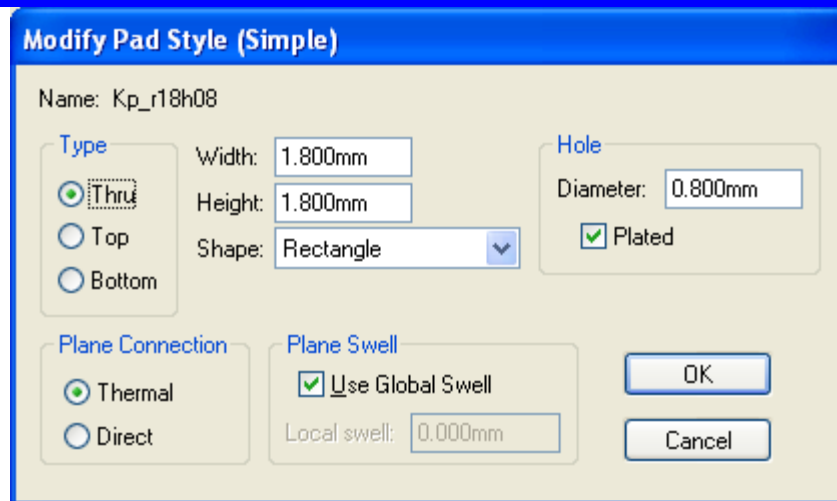 Modify Pad Style (Simple)
Name: Kp_r18h08
Type
Thru
Top
Bottom
Width: 1.800mm
Height: 1.800mm
Shape: Rectangle
Hole
Diameter: 0.800mm
Plated
Plane Connection
Thermal
Direct
Plane Swell
Use Global Swell
Local swell: 0.000mm
OK
Cancel